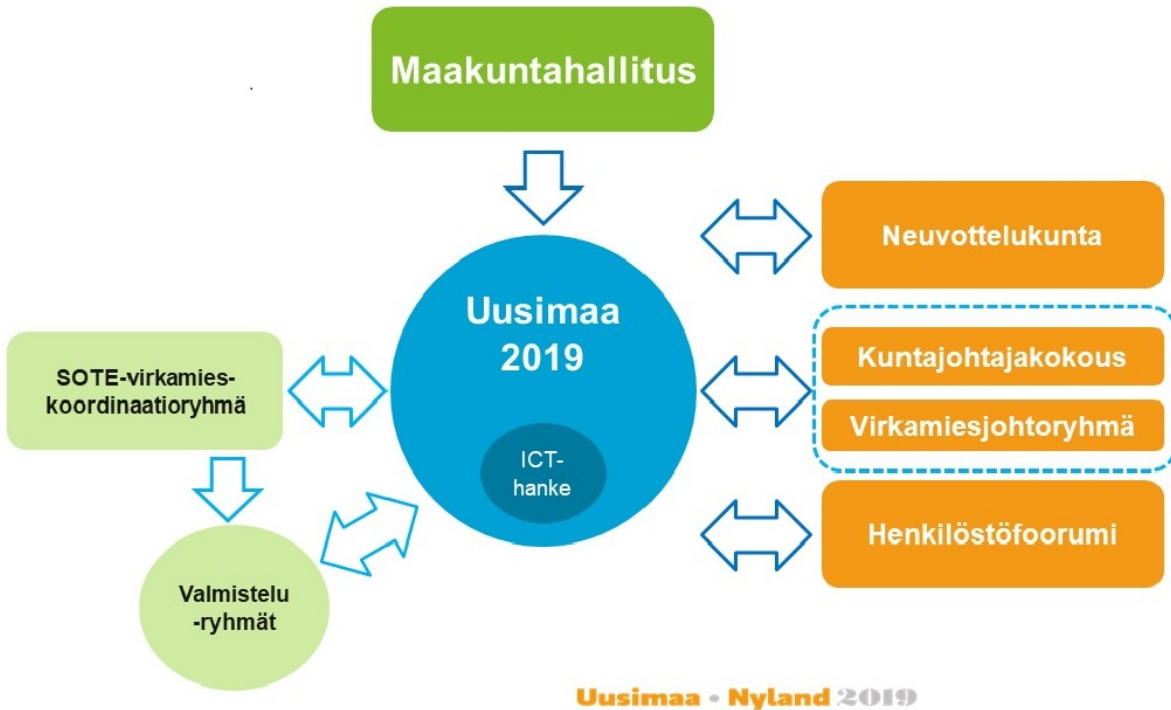 Maakuntahallitus
Neuvottelukunta
Uusimaa
2019
Kuntajohtajakokous
SOTE-virkamies-
koordinaatioryhmä
Virkamiesjohtoryhmä
ICT-
hanke
Henkilöstöfoorumi
Valmistelu
-ryhmät
Uusimaa • Nyland 2019